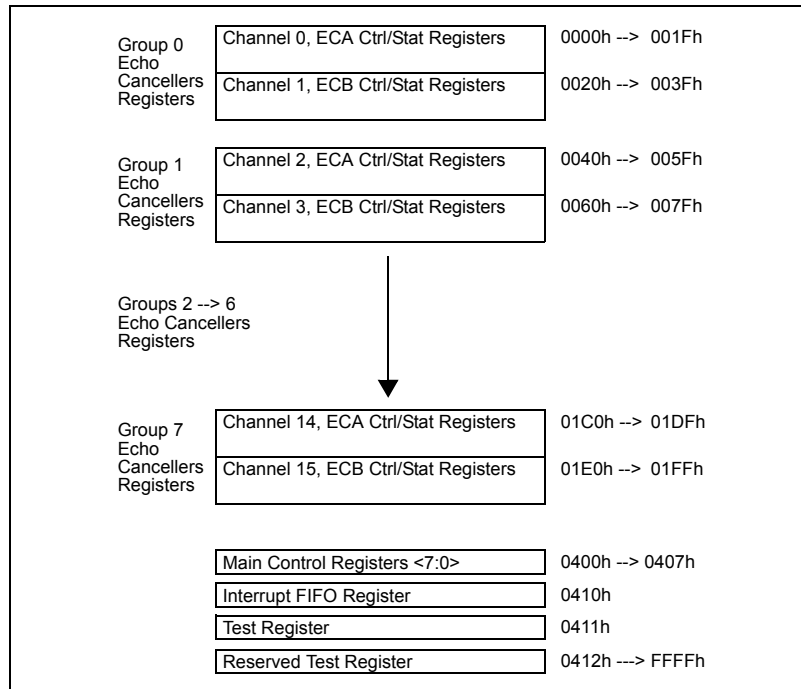 Group 0
Echo
Cancellers
Registers
Channel 0, ECA Ctrl/Stat Registers
0000h --> 001Fh
Channel 1, ECB Ctrl/Stat Registers
0020h --> 003Fh
Group 1
Echo
Cancellers
Registers
Channel 2, ECA Ctrl/Stat Registers
0040h --> 005Fh
Channel 3, ECB Ctrl/Stat Registers
0060h --> 007Fh
Groups 2 --> 6
Echo Cancellers
Registers
Group 7
Echo
Cancellers
Registers
Channel 14, ECA Ctrl/Stat Registers
01C0h --> 01DFh
Channel 15, ECB Ctrl/Stat Registers
01E0h --> 01FFh
Main Control Registers <7:0>
0400h --> 0407h
Interrupt FIFO Register
0410h
Test Register
0411h
Reserved Test Register
0412h ---> FFFFh